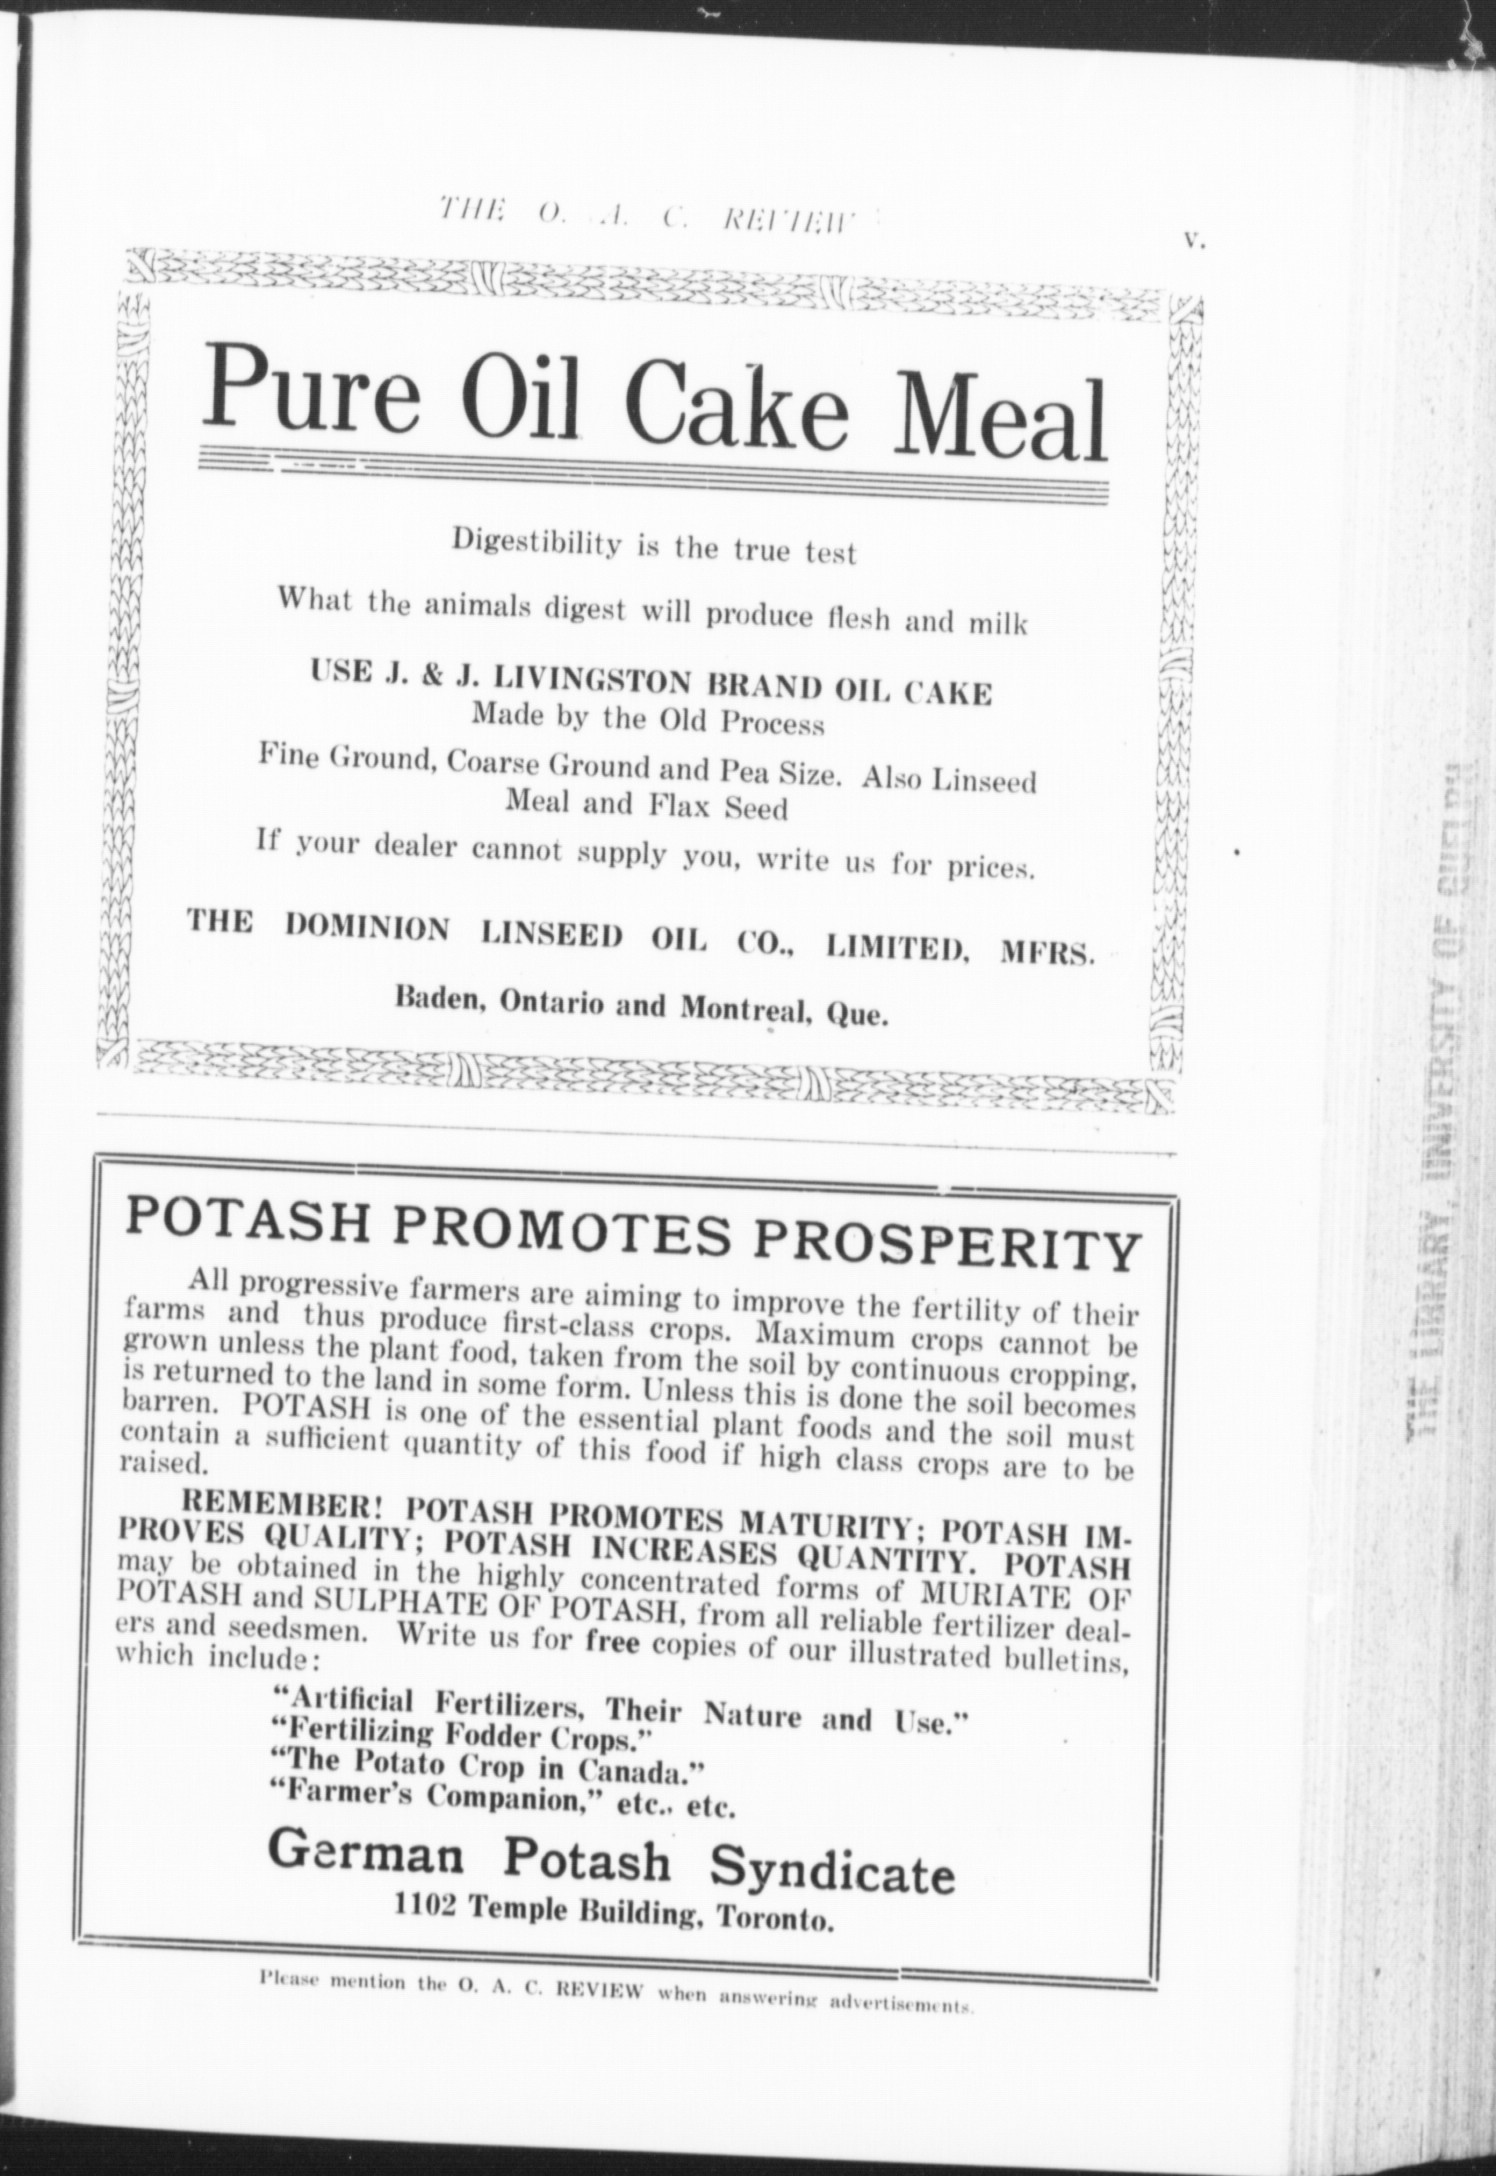 THE O. A. C. REVIEW
v.
Pure Oil Cake Meal
Digestibility is the true test
What the animals digest will produce flesh and milk
USE J. & J. LIVINGSTON BRAND OIL CAKE
Made by the Old Process
Fine Ground, Coarse Ground and Pea Size. Also Linseed
Meal and Flax Seed
If your dealer cannot supply you, write us for prices.
THE DOMINION LINSEED OIL CO., LIMITED, MFRS.
Baden, Ontario and Montreal, Que.
POTASH PROMOTES PROSPERITY
All progressive farmers are aiming to improve the fertility of their
farms and thus produce first-class crops. Maximum crops cannot be
grown unless the plant food, taken from the soil by continuous cropping,
is returned to the land in some form. Unless this is done the soil becomes
barren. POTASH is one of the essential plant foods and the soil must
contain a sufficient quantity of this food if high class crops are to be
raised.
REMEMBER! POTASH PROMOTES MATURITY; POTASH IM-
PROVES QUALITY; POTASH INCREASES QUANTITY. POTASH
may be obtained in the highly concentrated forms of MURIATE OF
POTASH and SULPHATE OF POTASH, from all reliable fertilizer deal-
ers and seedsmen. Write us for free copies of our illustrated bulletins,
which include:
"Artificial Fertilizers, Their Nature and Use."
"Fertilizing Fodder Crops."
"The Potato Crop in Canada."
"Farmer's Companion," etc., etc.
German Potash Syndicate
1102 Temple Building, Toronto.
Please mention the O. A. C. REVIEW when answering advertisements.
THE LIBRARY, UNIVERSITY OF GUELPH